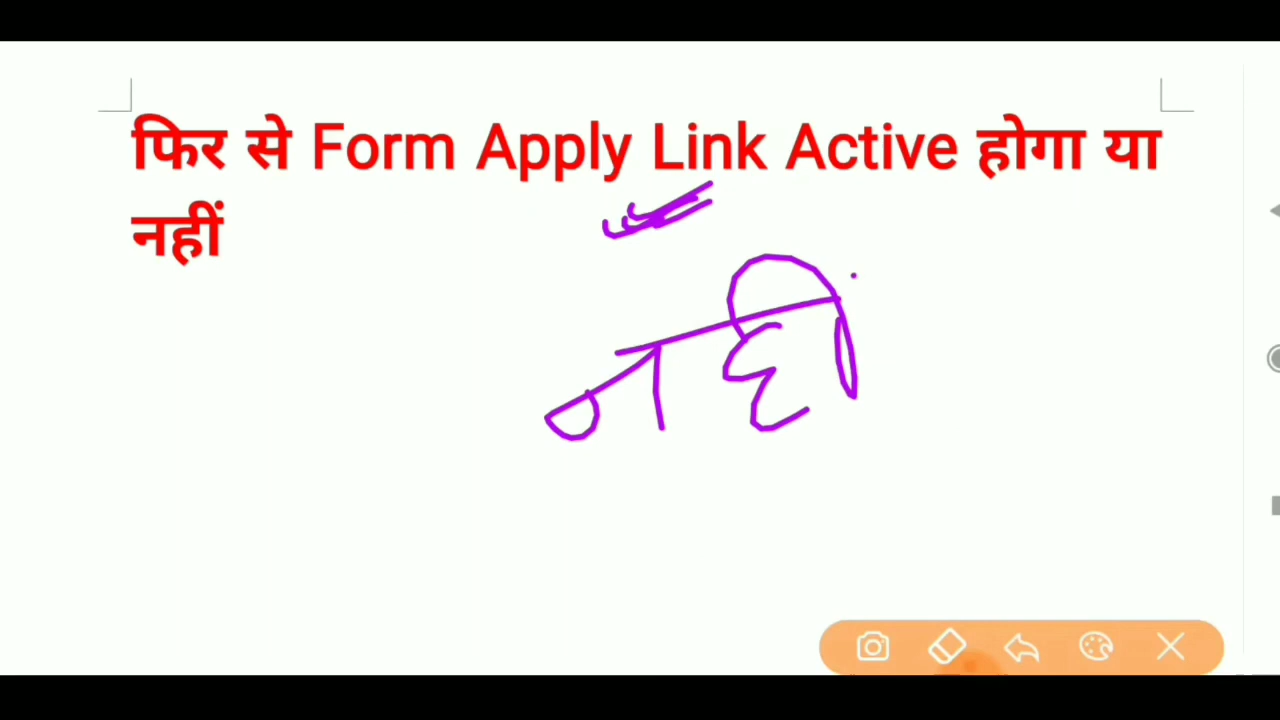 फिर से Form Apply Link Active होगा या
नहीं
नही